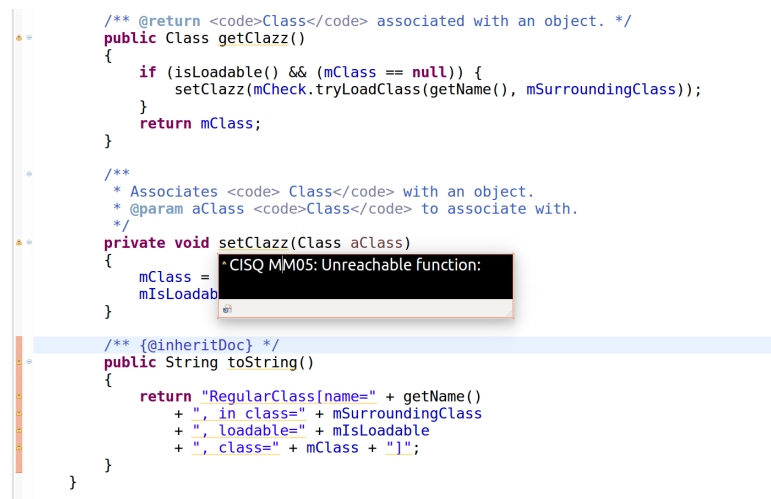 /** @return <code>Class</code> associated with an object. */
public Class getClazz()
{
if (isLoadable() && (mClass == null)) {
setClazz(mCheck.tryLoadClass(getName(), mSurroundingClass));
}
return mClass;
}
/**
* Associates <code> Class</code> with an object.
* @param aClass <code>Class</code> to associate with.
*/
private void setClazz(Class aClass)
{
CISQ MM05: Unreachable function:
mClass =
mIsLoadab
}
/** {@inheritDoc} */
public String toString()
{
return "RegularClass[name=" + getName()
+ ", in class=" + mSurroundingClass
+ ", loadable=" + mIsLoadable
+ ", class=" + mClass + "]";
}
}